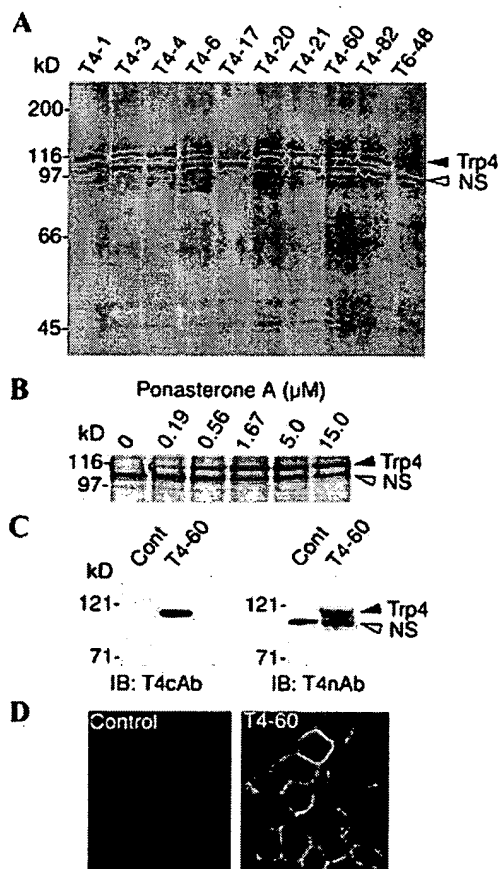 A
kD
T4-1 T4-3 T4-4 T4-6 T4-17 T4-20 T4-21 T4-60 T4-82 T6-48
200-
116-
97-
66-
45-
Trp4
NS
B
Ponasterone A (µM)
kD
0 0.19 0.56 1.67 5.0 15.0
116-
97-
Trp4
NS
C
kD
Cont T4-60
Cont T4-60
121-
71-
121-
71-
Trp4
NS
IB: T4cAb
IB: T4nAb
D
Control
T4-60